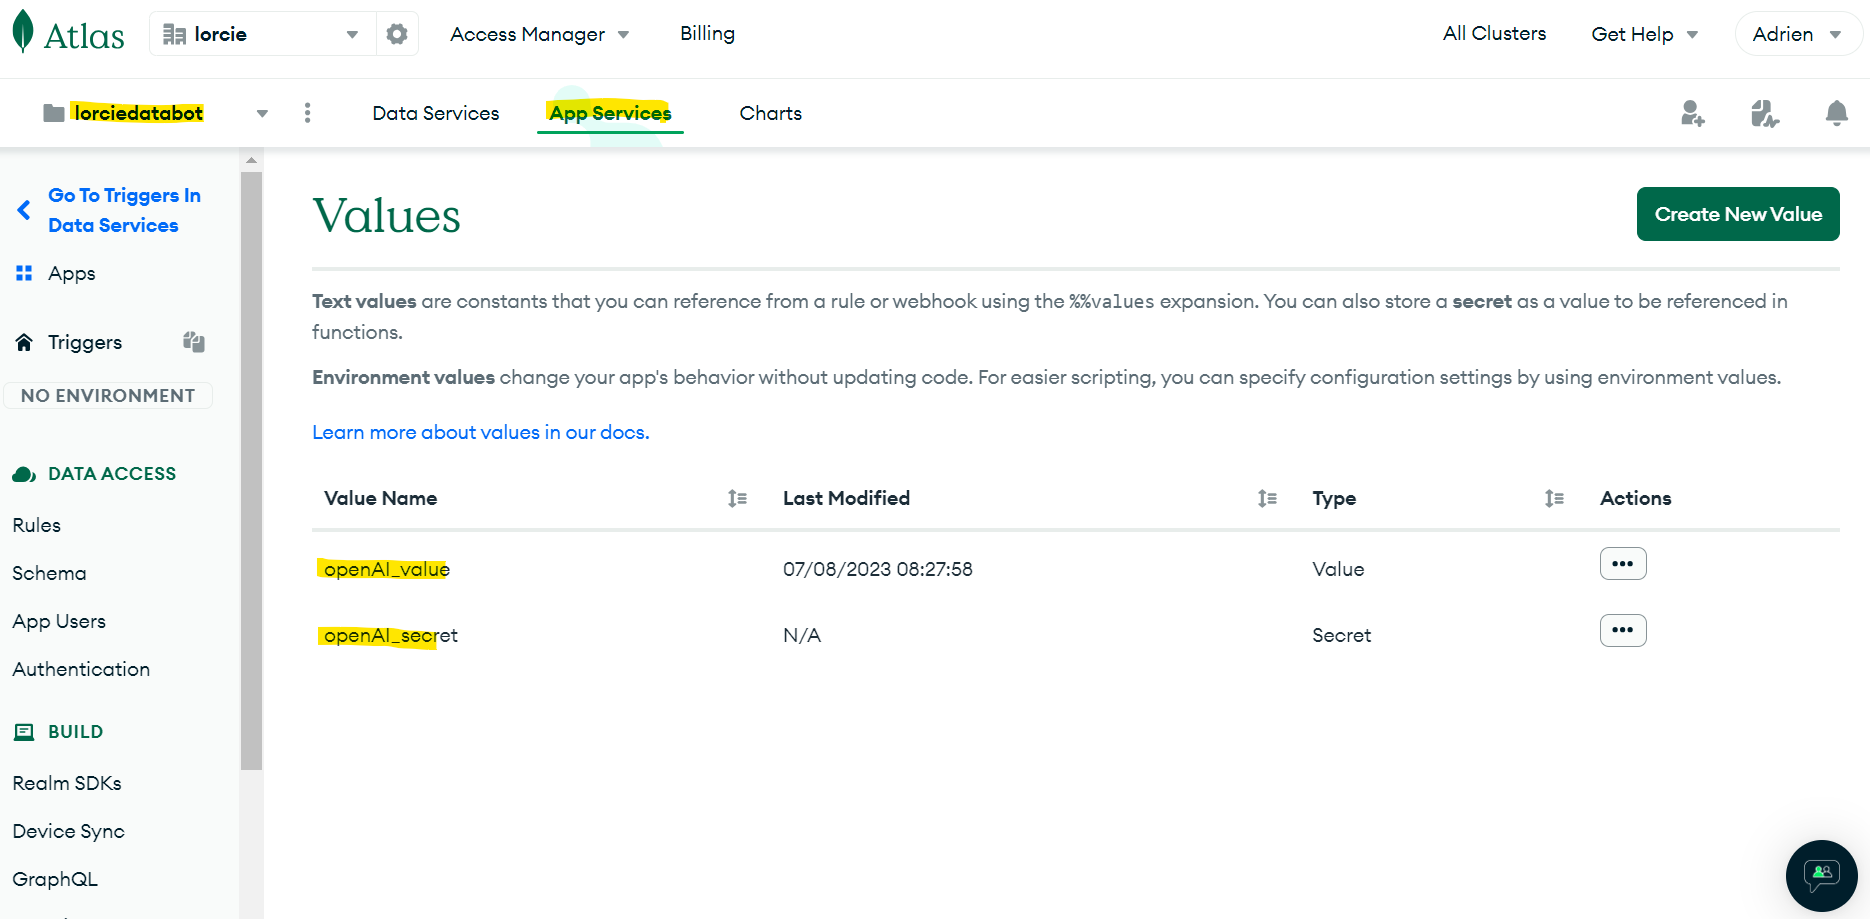 Atlas
lorcie
Access Manager
Billing
All Clusters
Get Help
Adrien
lorciedatabot
Data Services
App Services
Charts
Go To Triggers In
Data Services
Apps
Triggers
NO ENVIRONMENT
DATA ACCESS
Rules
Schema
App Users
Authentication
BUILD
Realm SDKs
Device Sync
GraphQL
Values
Create New Value
Text values are constants that you can reference from a rule or webhook using the %%values expansion. You can also store a secret as a value to be referenced in
functions.
Environment values change your app's behavior without updating code. For easier scripting, you can specify configuration settings by using environment values.
Learn more about values in our docs.
Value Name Last Modified Type Actions
openAI_value 07/08/2023 08:27:58 Value
openAI_secret N/A Secret